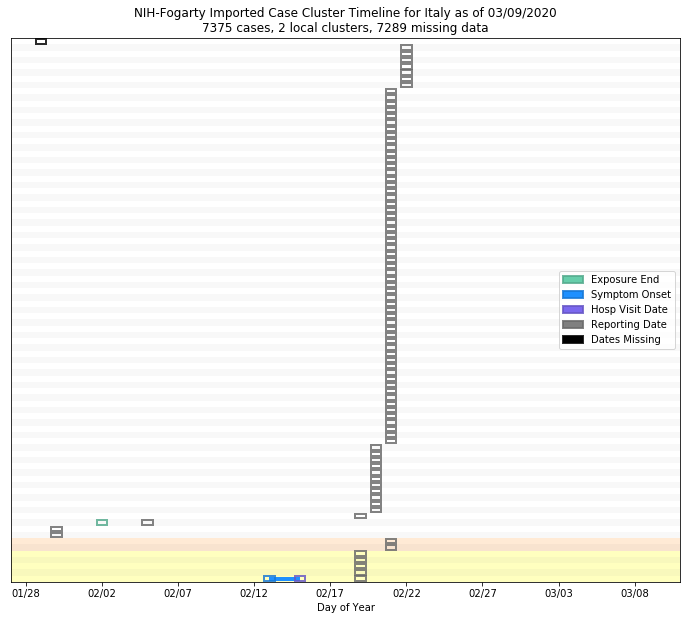 NIH-Fogarty Imported Case Cluster Timeline for Italy as of 03/09/2020
7375 cases, 2 local clusters, 7289 missing data
Exposure End
Symptom Onset
Hosp Visit Date
Reporting Date
Dates Missing
01/28 02/02 02/07 02/12 02/17 02/22 02/27 03/03 03/08
Day of Year